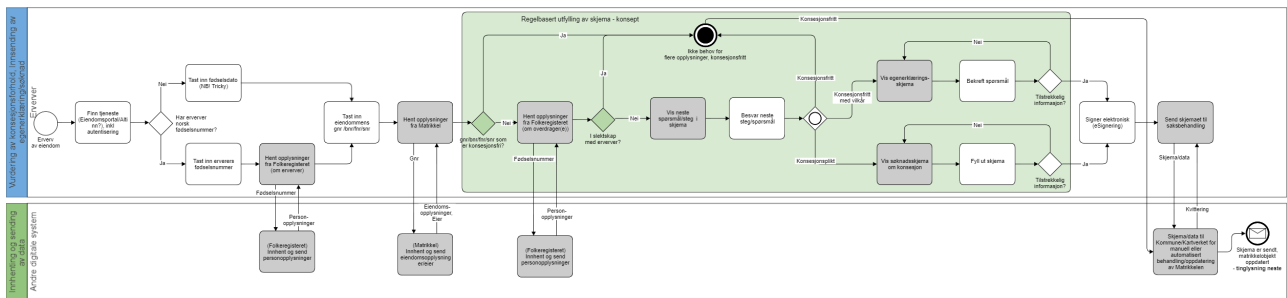 Vurdering av konsesjonsforhold, innsending av
egenerklæring/søknad
Erverver
Erverv
av eiendom
Finn tjeneste
(Eiendomsportal/Alti
nn?), inkl
autentisering
Har erverver
norsk
fødselsnummer?
Nei
Ja
Tast inn fødselsdato
(NB! Tricky)
Tast inn erververs
fødselsnummer
Hent opplysninger
fra Folkeregisteret
(om erverver)
Tast inn
eiendommens
gnr /bnr/fnr/snr
Hent opplysninger
fra Matrikkel
Regelbasert utfylling av skjema - konsept
gnr/bnr/fnr/snr som
er konsesjonsfri?
Ja
Nei
Hent opplysninger
fra Folkeregisteret
(om overdrager(e))
I slektskap
med erverver?
Ja
Nei
Vis neste
spørsmål/steg i
skjema
Besvar neste
steg/spørsmål
Ikke behov for
flere opplysninger, konsesjonsfritt
Konsesjonsfritt
Konsesjonsfritt
Konsesjonsfritt
med vilkår
Konsesjonsplikt
Vis egenerklærings-
skjema
Bekreft spørsmål
Nei
Tilstrekkelig
informasjon?
Ja
Vis søknadsskjema
om konsesjon
Fyll ut skjema
Nei
Tilstrekkelig
informasjon?
Ja
Signer elektronisk
(eSignering)
Send skjemaet til
saksbehandling
Fødselsnummer
Person-
opplysninger
Gnr
Eiendoms-
opplysninger,
Eier
Fødselsnummer
Person-
opplysninger
Skjema/data
Kvittering
Innhenting og sending
av data
Andre digitale system
(Folkeregisteret)
Innhent og send
personopplysninger
(Matrikkel)
Innhent og send
eiendomsopplysning
er/eier
(Folkeregisteret)
Innhent og send
personopplysninger
Skjema/data til
Kommune/Kartverket for
manuell eller
automatisert
behandling/oppdatering
av Matrikkelen
Skjema er sendt,
matrikkelobjekt
oppdatert
- tinglysning neste